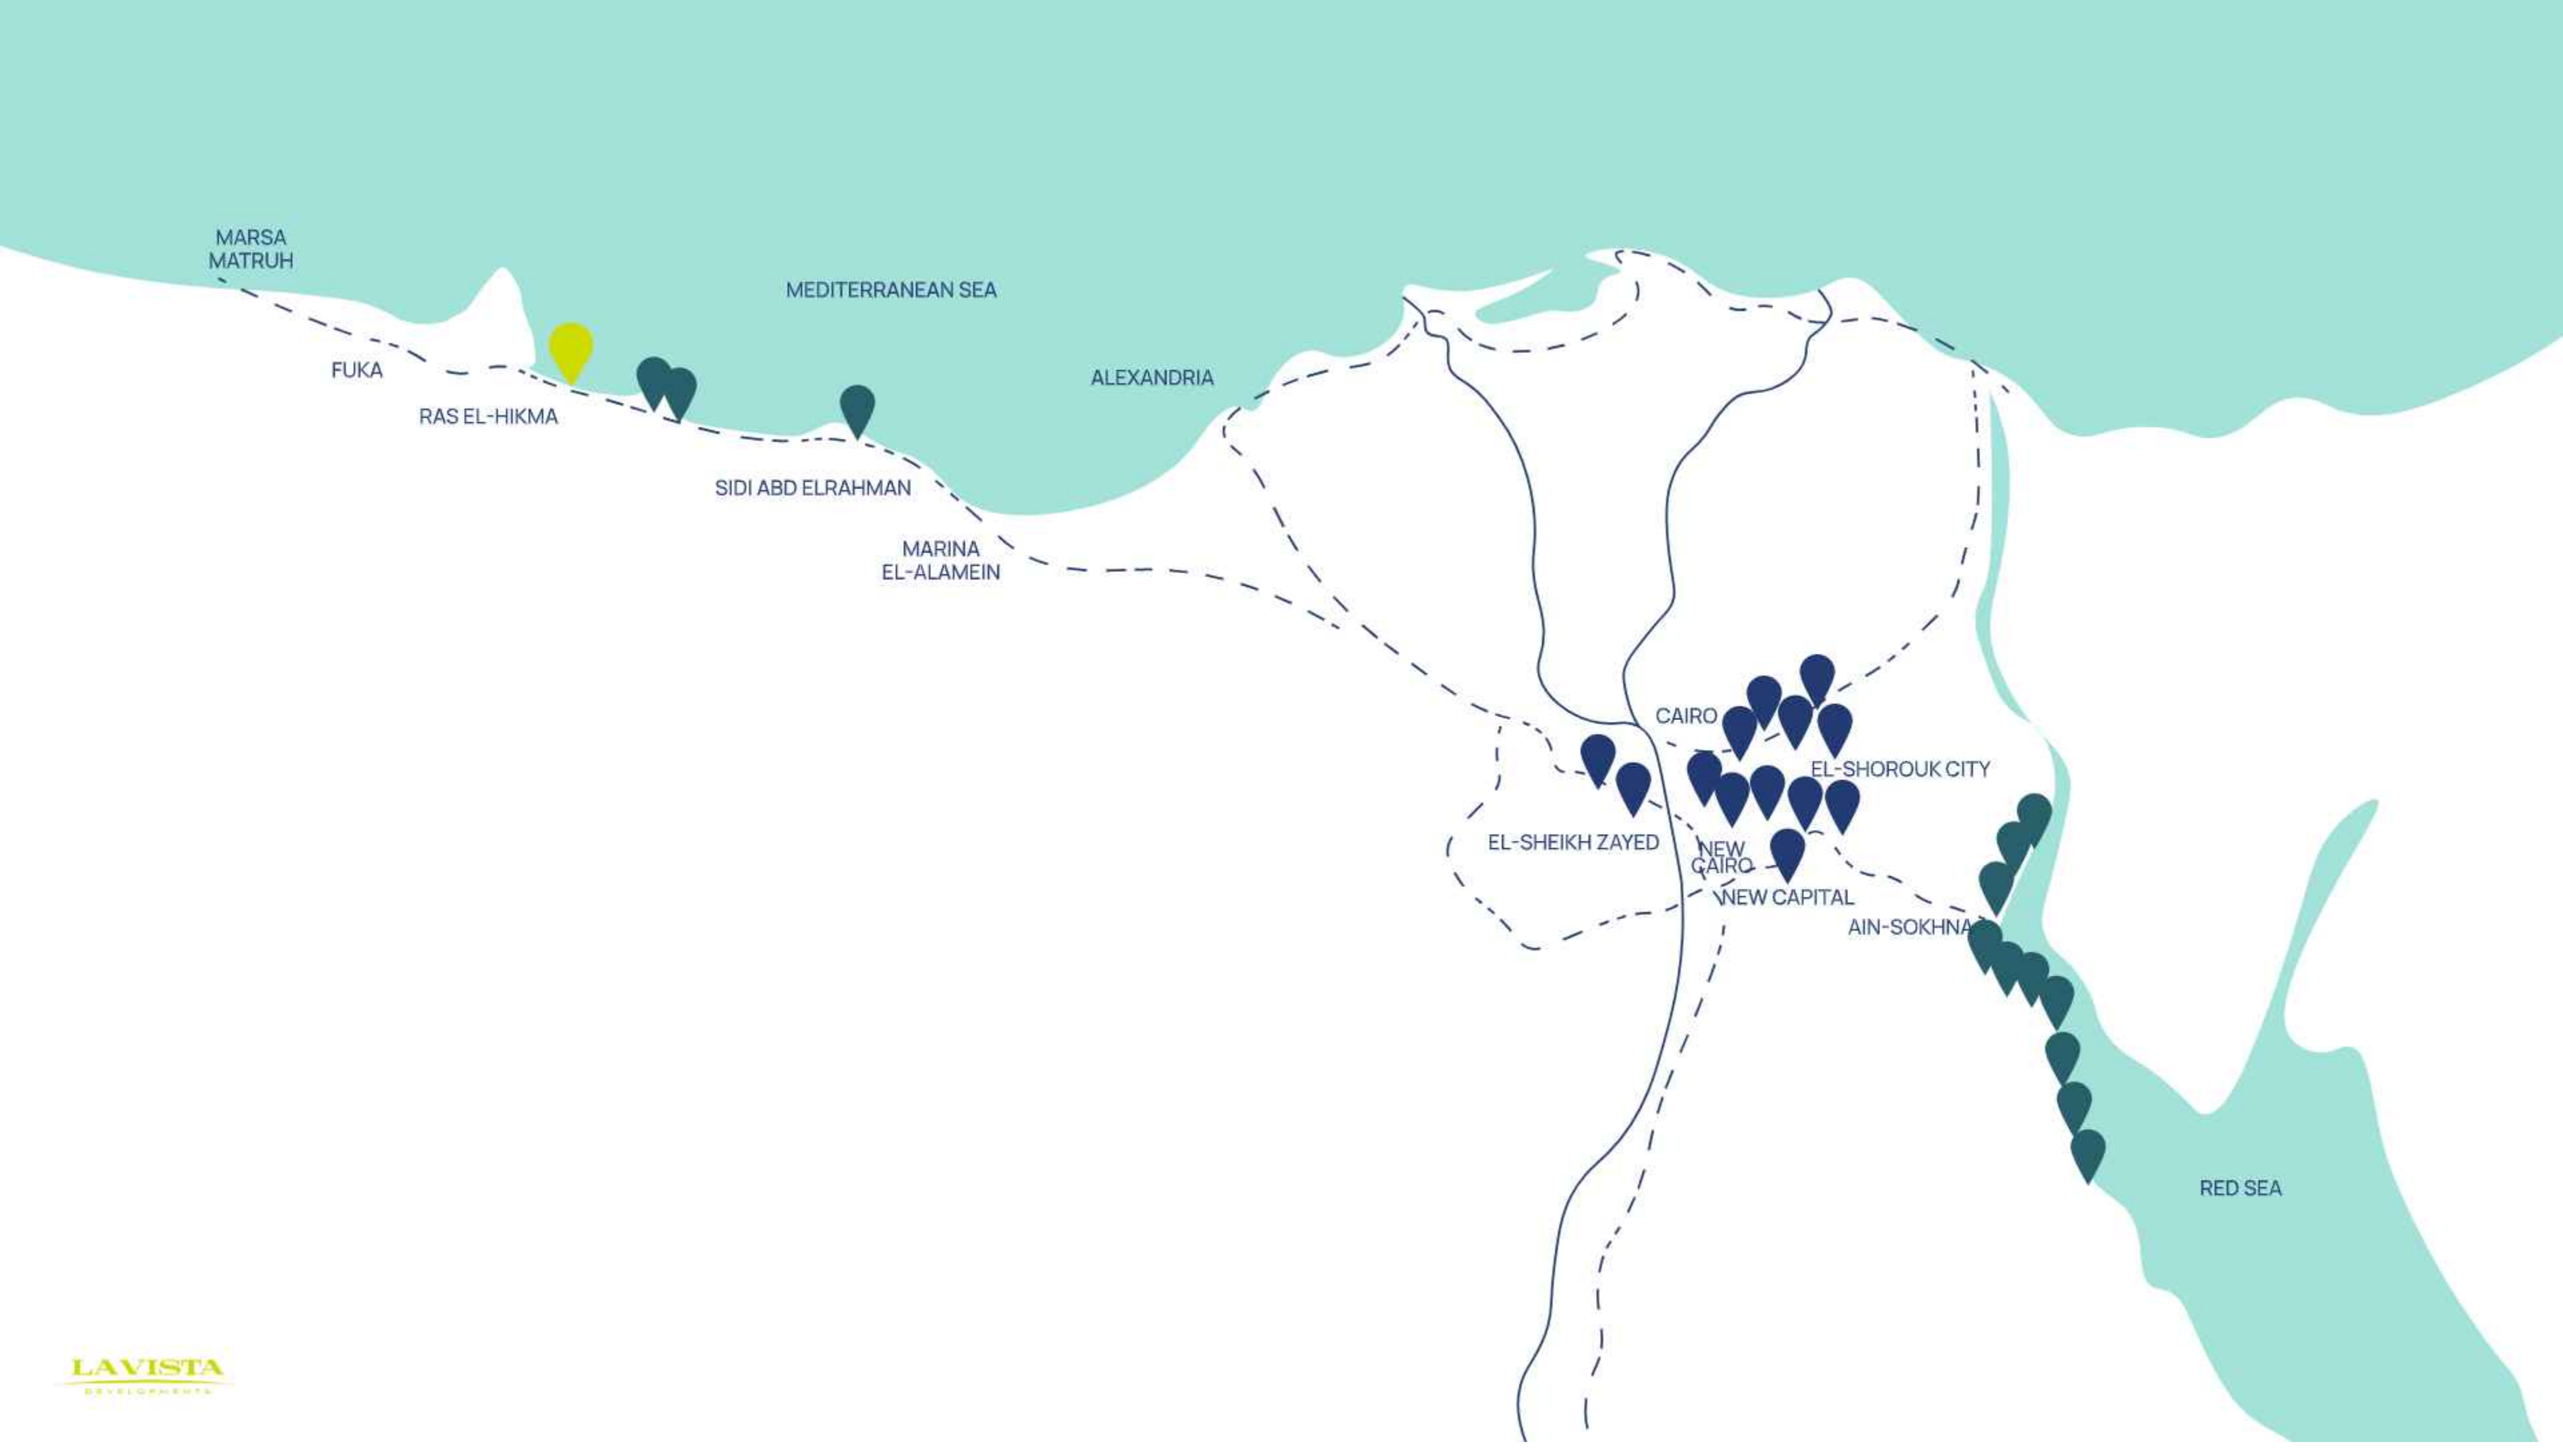 MARSA
MATRUH
MEDITERRANEAN SEA
FUKA
ALEXANDRIA
RAS EL-HIKMA
SIDI ABD ELRAHMAN
MARINA
EL-ALAMEIN
CAIRO
EL-SHOROUK CITY
EL-SHEIKH ZAYED
NEW
CAIRO
NEW CAPITAL
AIN-SOKHNA
RED SEA
LAVISTA
DEVELOPMENTS